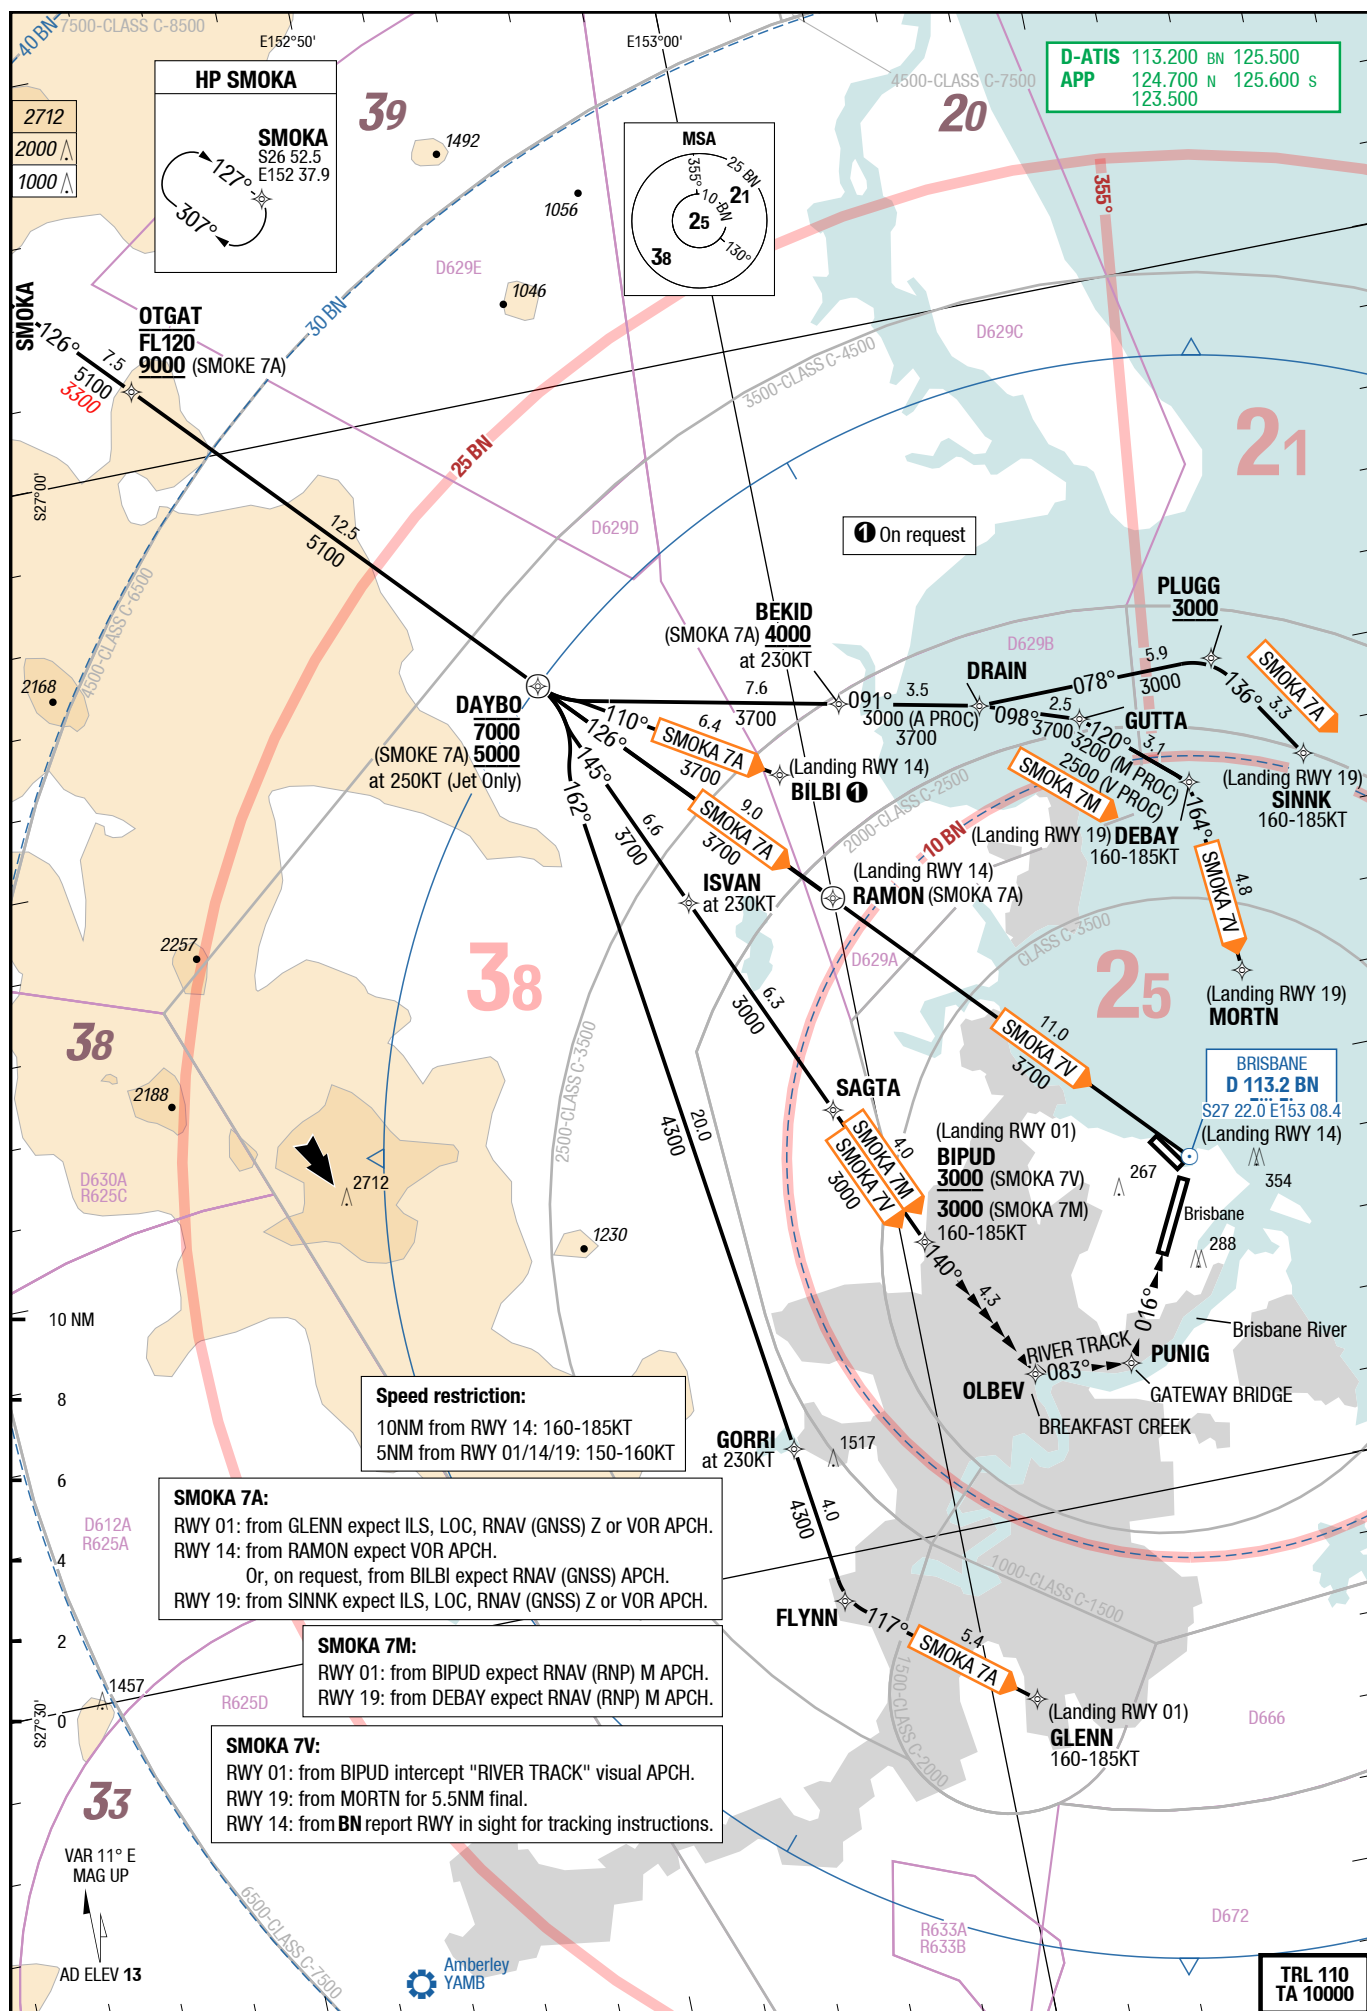 40 BN
7500-CLASS C-8500
E152°50'
E153°00'
D-ATIS 113.200 BN 125.500
APP 124.700 N 125.600 S
123.500
4500-CLASS C-7500
2712
2000
1000
HP SMOKA
SMOKA
S26 52.5
E152 37.9
127°
307°
39
1492
1056
D629E
1046
MSA
355°
25 BN
10 BN
21
25
130°
38
20
355°
D629C
SMOKA
126°
7.5
5100
3300
OTGAT
FL120
9000 (SMOKE 7A)
30 BN
3500-CLASS C-4500
21
25 BN
S27°00'
12.5
5100
D629D
❶ On request
4500-CLASS C-6500
2168
BEKID
(SMOKA 7A) 4000
at 230KT
D629B
PLUGG
3000
DRAIN
DAYBO
7000
(SMOKE 7A) 5000
at 250KT (Jet Only)
7.6
3700
091°
3.5
3000 (A PROC)
3700
078°
5.9
3000
136°
3.3
SMOKA 7A
098°
2.5
3700
GUTTA
120°
3.1
3200 (M PROC)
2500 (V PROC)
SMOKA 7M
(Landing RWY 19)
SINNK
160-185KT
110°
6.4
SMOKA 7A
3700
(Landing RWY 14)
BILBI ❶
126°
9.0
SMOKA 7A
3700
145°
6.6
3700
162°
2000-CLASS C-2500
10 BN
(Landing RWY 19) DEBAY
160-185KT
164°
4.8
SMOKA 7V
ISVAN
at 230KT
(Landing RWY 14)
RAMON (SMOKA 7A)
D629A
CLASS C-3500
2257
38
25
(Landing RWY 19)
MORTN
6.3
3000
11.0
SMOKA 7V
3700
38
2188
2500-CLASS C-3500
BRISBANE
D 113.2 BN
S27 22.0 E153 08.4
(Landing RWY 14)
SAGTA
20.0
4300
4.0
SMOKA 7M
SMOKA 7V
3000
(Landing RWY 01)
BIPUD
3000 (SMOKA 7V)
3000 (SMOKA 7M)
160-185KT
267
354
D630A
R625C
2712
Brisbane
288
1230
140°
4.3
016°
Brisbane River
10 NM
RIVER TRACK
083°
PUNIG
OLBEV
GATEWAY BRIDGE
BREAKFAST CREEK
8
Speed restriction:
10NM from RWY 14: 160-185KT
5NM from RWY 01/14/19: 150-160KT
GORRI
at 230KT
1517
6
SMOKA 7A:
RWY 01: from GLENN expect ILS, LOC, RNAV (GNSS) Z or VOR APCH.
RWY 14: from RAMON expect VOR APCH.
Or, on request, from BILBI expect RNAV (GNSS) APCH.
RWY 19: from SINNK expect ILS, LOC, RNAV (GNSS) Z or VOR APCH.
4.0
4300
D612A
R625A
4
1000-CLASS C-1500
FLYNN
117°
5.4
SMOKA 7A
SMOKA 7M:
RWY 01: from BIPUD expect RNAV (RNP) M APCH.
RWY 19: from DEBAY expect RNAV (RNP) M APCH.
2
1457
R625D
1500-CLASS C-2000
(Landing RWY 01)
GLENN
160-185KT
D666
S27°30'
0
SMOKA 7V:
RWY 01: from BIPUD intercept "RIVER TRACK" visual APCH.
RWY 19: from MORTN for 5.5NM final.
RWY 14: from BN report RWY in sight for tracking instructions.
33
VAR 11° E
MAG UP
6500-CLASS C-7500
AD ELEV 13
Amberley
YAMB
R633A
R633B
D672
TRL 110
TA 10000